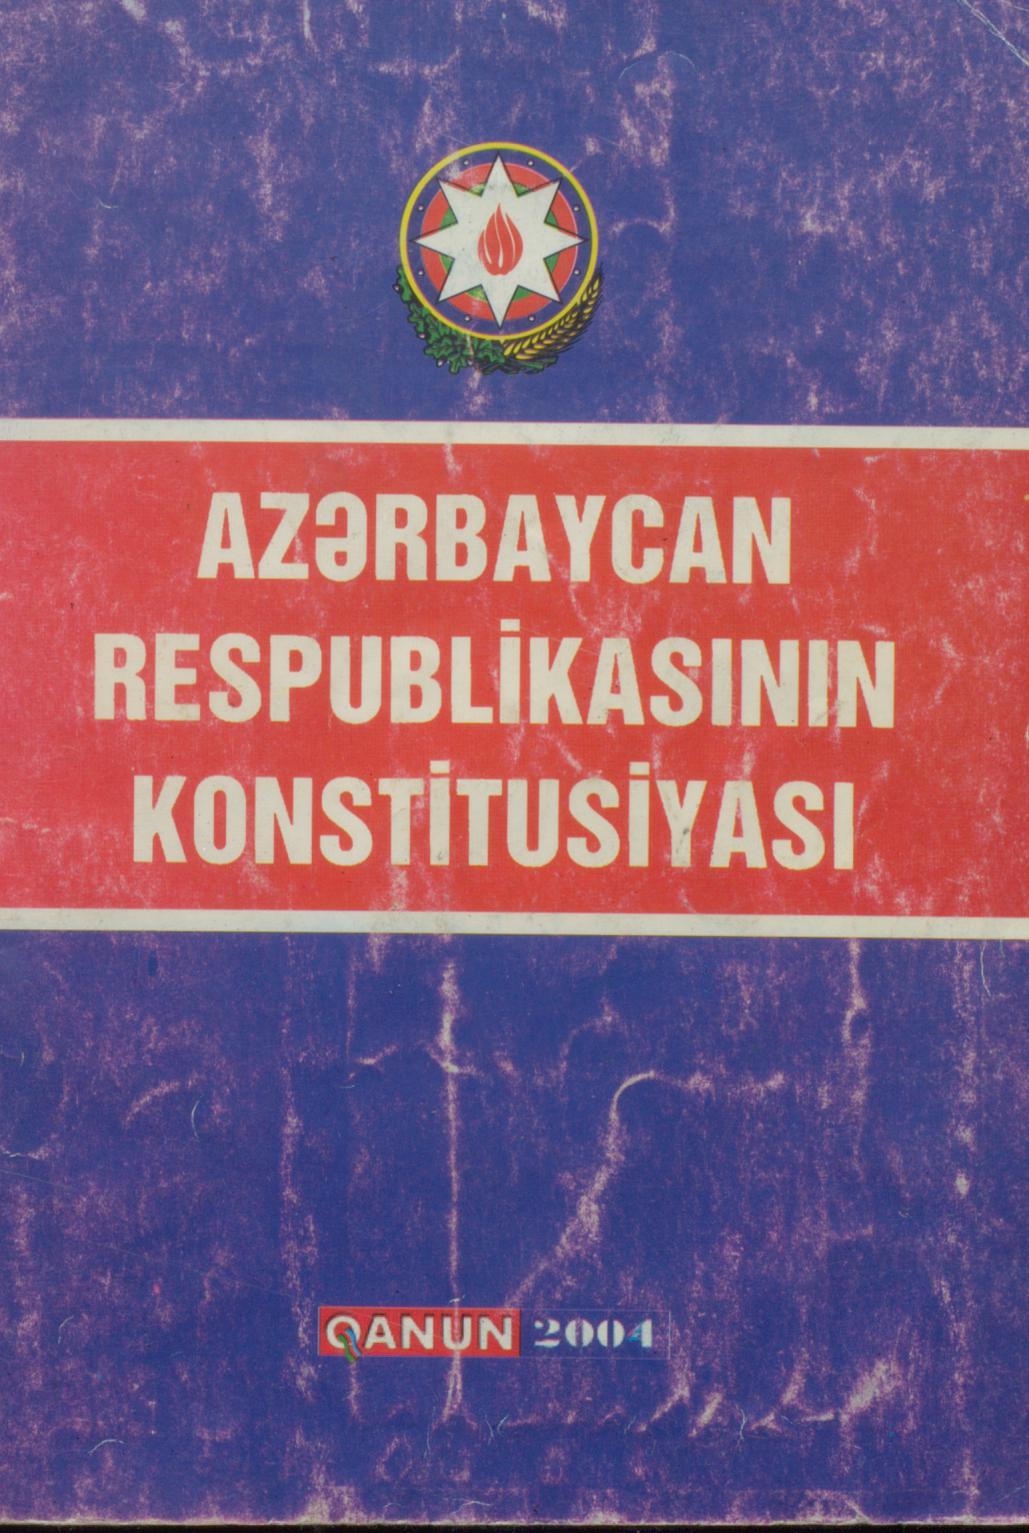 AZƏRBAYCAN
RESPUBLİKASININ
KONSTİTUSİYASI
QANUN 2004